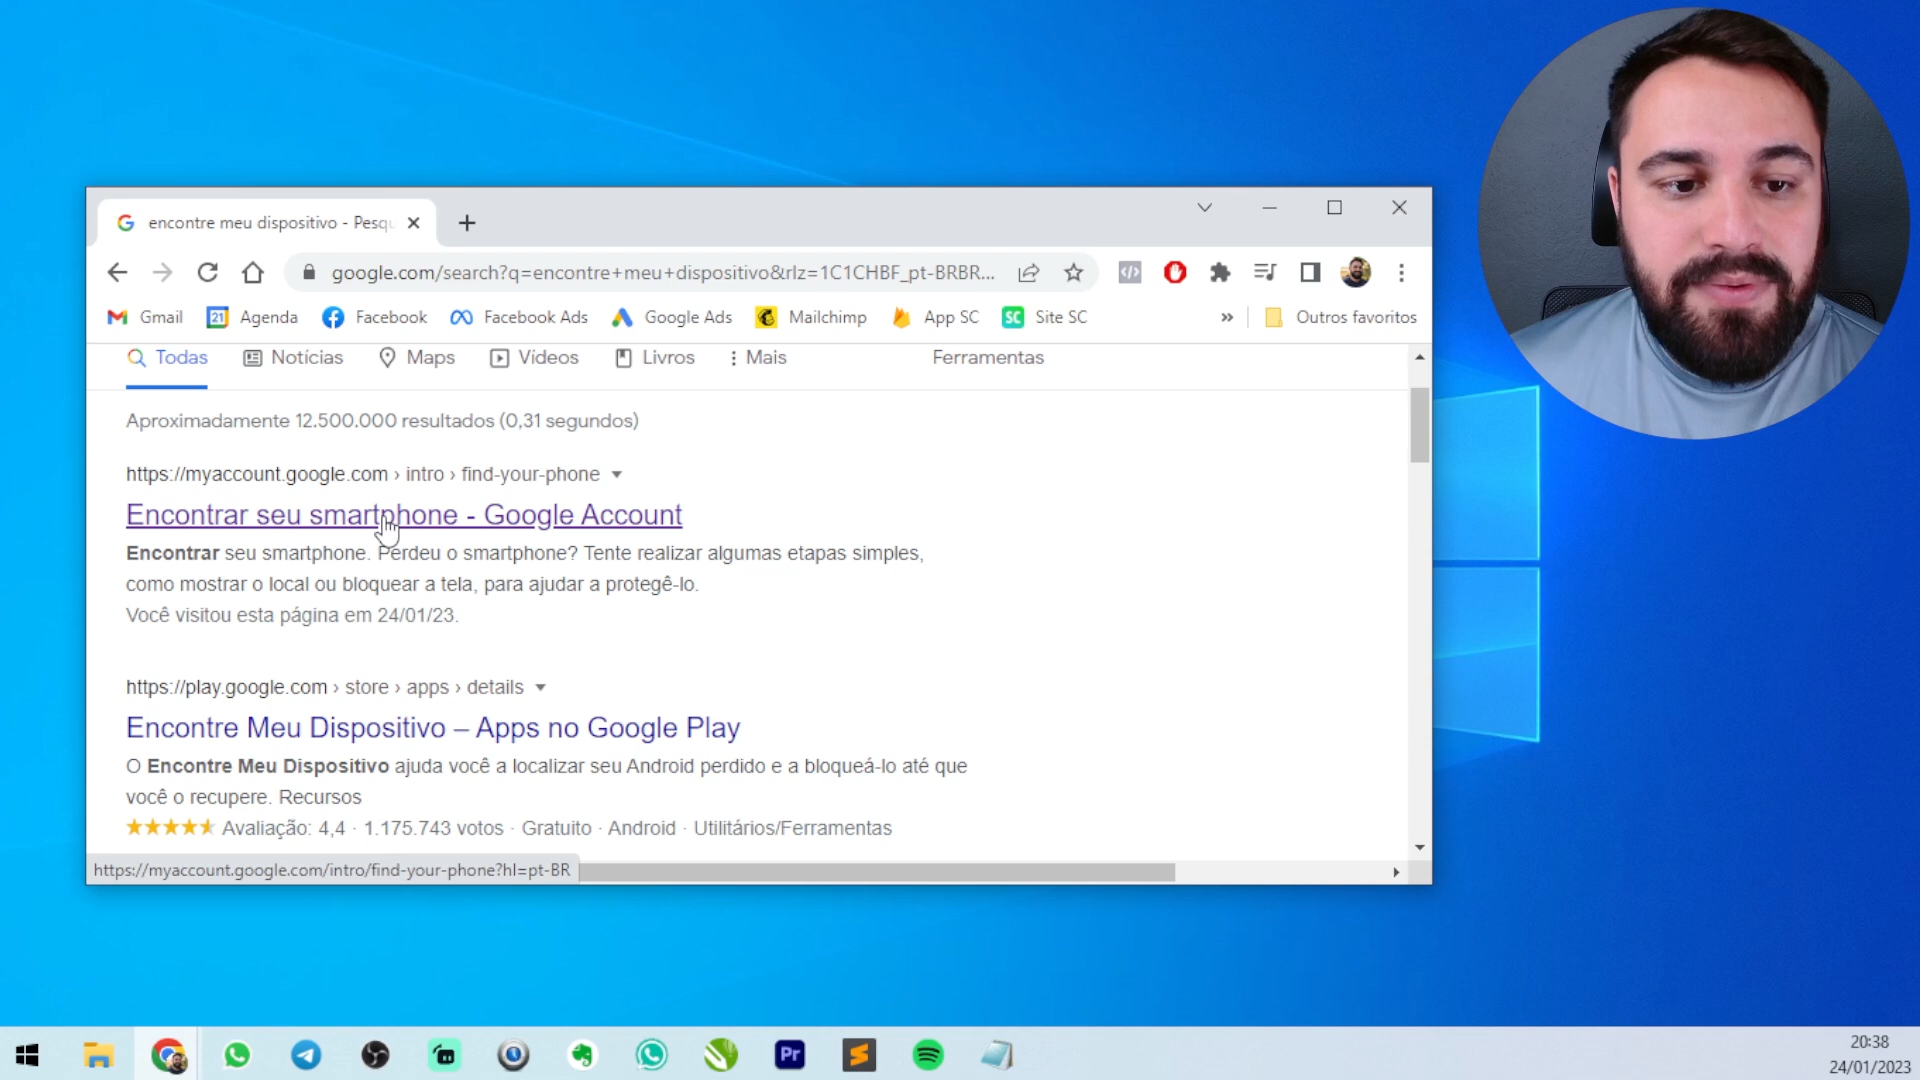 encontre meu dispositivo - Pesqu
google.com/search?q=encontre+meu+dispositivo&rlz=1C1CHBF_pt-BRBR...
Gmail 21 Agenda Facebook Facebook Ads Google Ads Mailchimp App SC SC Site SC » Outros favoritos
Todas Notícias Maps Vídeos Livros Mais Ferramentas
Aproximadamente 12.500.000 resultados (0,31 segundos)
https://myaccount.google.com › intro › find-your-phone
Encontrar seu smartphone - Google Account
Encontrar seu smartphone. Perdeu o smartphone? Tente realizar algumas etapas simples,
como mostrar o local ou bloquear a tela, para ajudar a protegê-lo.
Você visitou esta página em 24/01/23.
https://play.google.com › store › apps › details
Encontre Meu Dispositivo – Apps no Google Play
O Encontre Meu Dispositivo ajuda você a localizar seu Android perdido e a bloqueá-lo até que
você o recupere. Recursos
Avaliação: 4,4 · 1.175.743 votos · Gratuito · Android · Utilitários/Ferramentas
https://myaccount.google.com/intro/find-your-phone?hl=pt-BR
Pr
20:38
24/01/2023